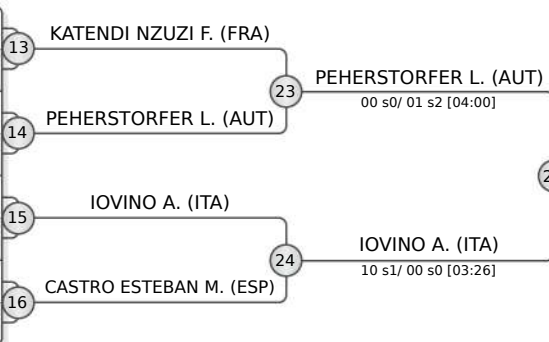 KATENDI NZUZI F. (FRA)
13
23
PEHERSTORFER L. (AUT)
00 s0/ 01 s2 [04:00]
PEHERSTORFER L. (AUT)
14
IOVINO A. (ITA)
15
24
IOVINO A. (ITA)
10 s1/ 00 s0 [03:26]
CASTRO ESTEBAN M. (ESP)
16